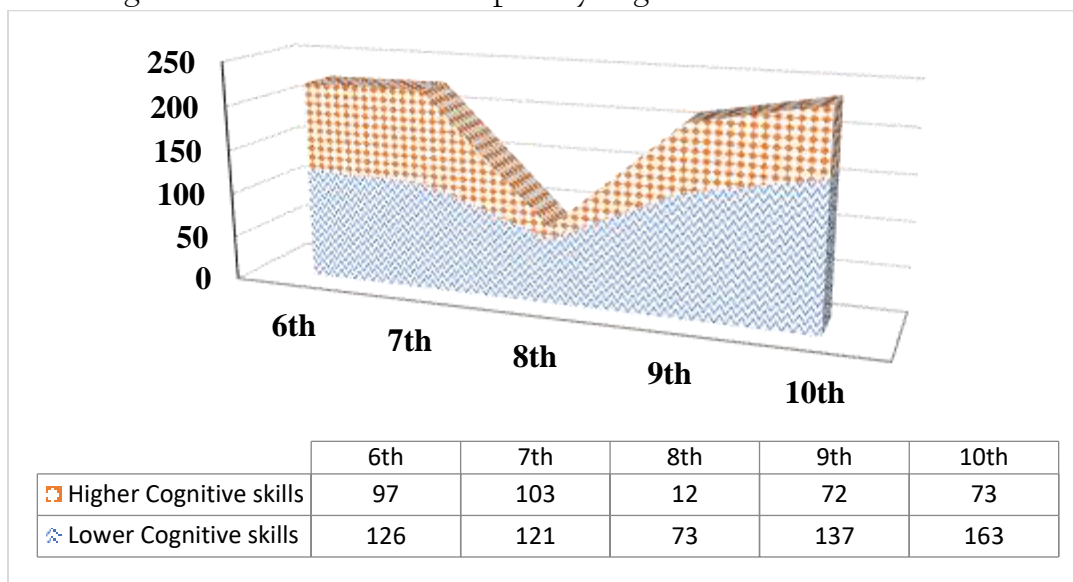 250
200
150
100
50
0
6th
7th
8th
9th
10th
6th 7th 8th 9th 10th
Higher Cognitive skills 97 103 12 72 73
Lower Cognitive skills 126 121 73 137 163